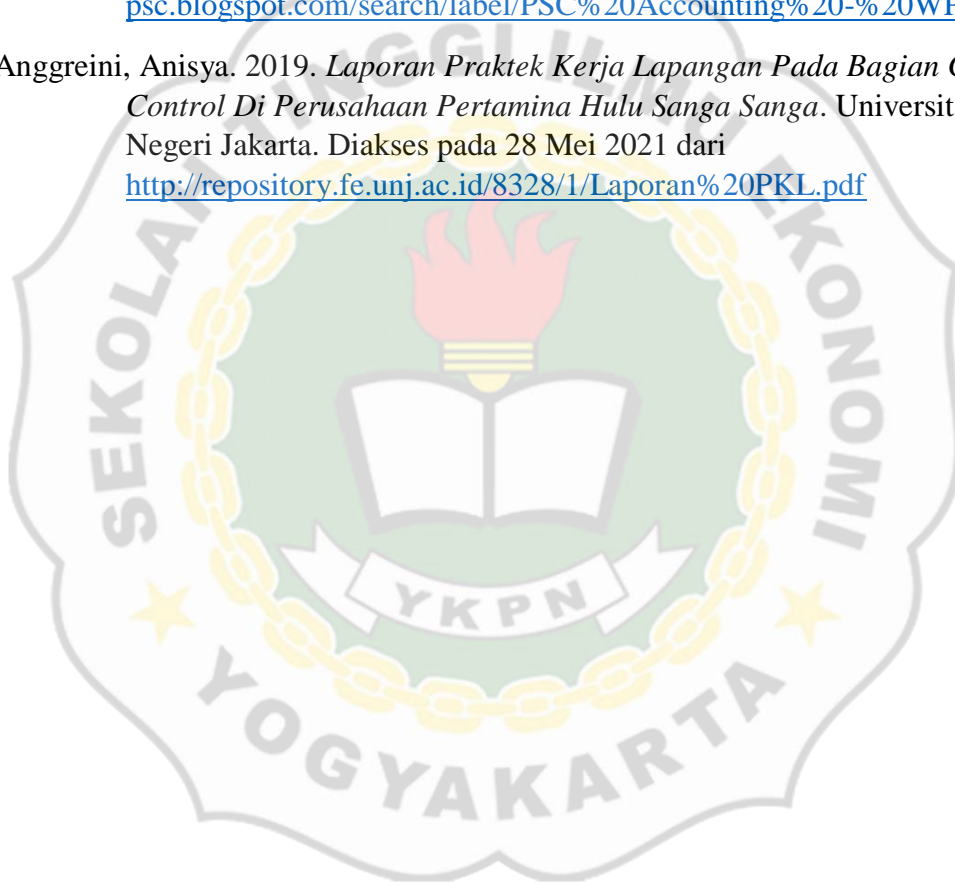 psc.blogspot.com/search/label/PSC%20Accounting%20-%20WP
Anggreini, Anisya. 2019. Laporan Praktek Kerja Lapangan Pada Bagian
Control Di Perusahaan Pertamina Hulu Sanga Sanga. Universit
Negeri Jakarta. Diakses pada 28 Mei 2021 dari
http://repository.fe.unj.ac.id/8328/1/Laporan%20PKL.pdf
SEKOLAH TINGGI ILMU EKONOMI
YKPN
YOGYAKARTA